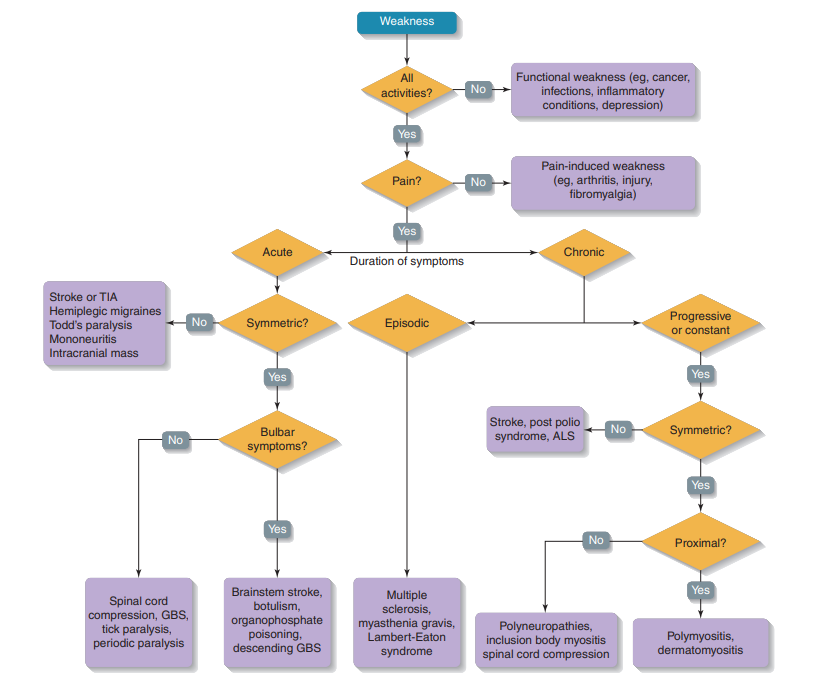 Weakness
All
activities?
No
Functional weakness (eg, cancer,
infections, inflammatory
conditions, depression)
Yes
Pain?
No
Pain-induced weakness
(eg, arthritis, injury,
fibromyalgia)
Yes
Acute
Duration of symptoms
Chronic
Stroke or TIA
Hemiplegic migraines
Todd's paralysis
Mononeuritis
Intracranial mass
No
Symmetric?
Episodic
Progressive
or constant
Yes
Yes
Stroke, post polio
syndrome, ALS
No
Symmetric?
No
Bulbar
symptoms?
Yes
Yes
No
Proximal?
Yes
Spinal cord
compression, GBS,
tick paralysis,
periodic paralysis
Brainstem stroke,
botulism,
organophosphate
poisoning,
descending GBS
Multiple
sclerosis,
myasthenia gravis,
Lambert-Eaton
syndrome
Polyneuropathies,
inclusion body myositis
spinal cord compression
Polymyositis,
dermatomyositis